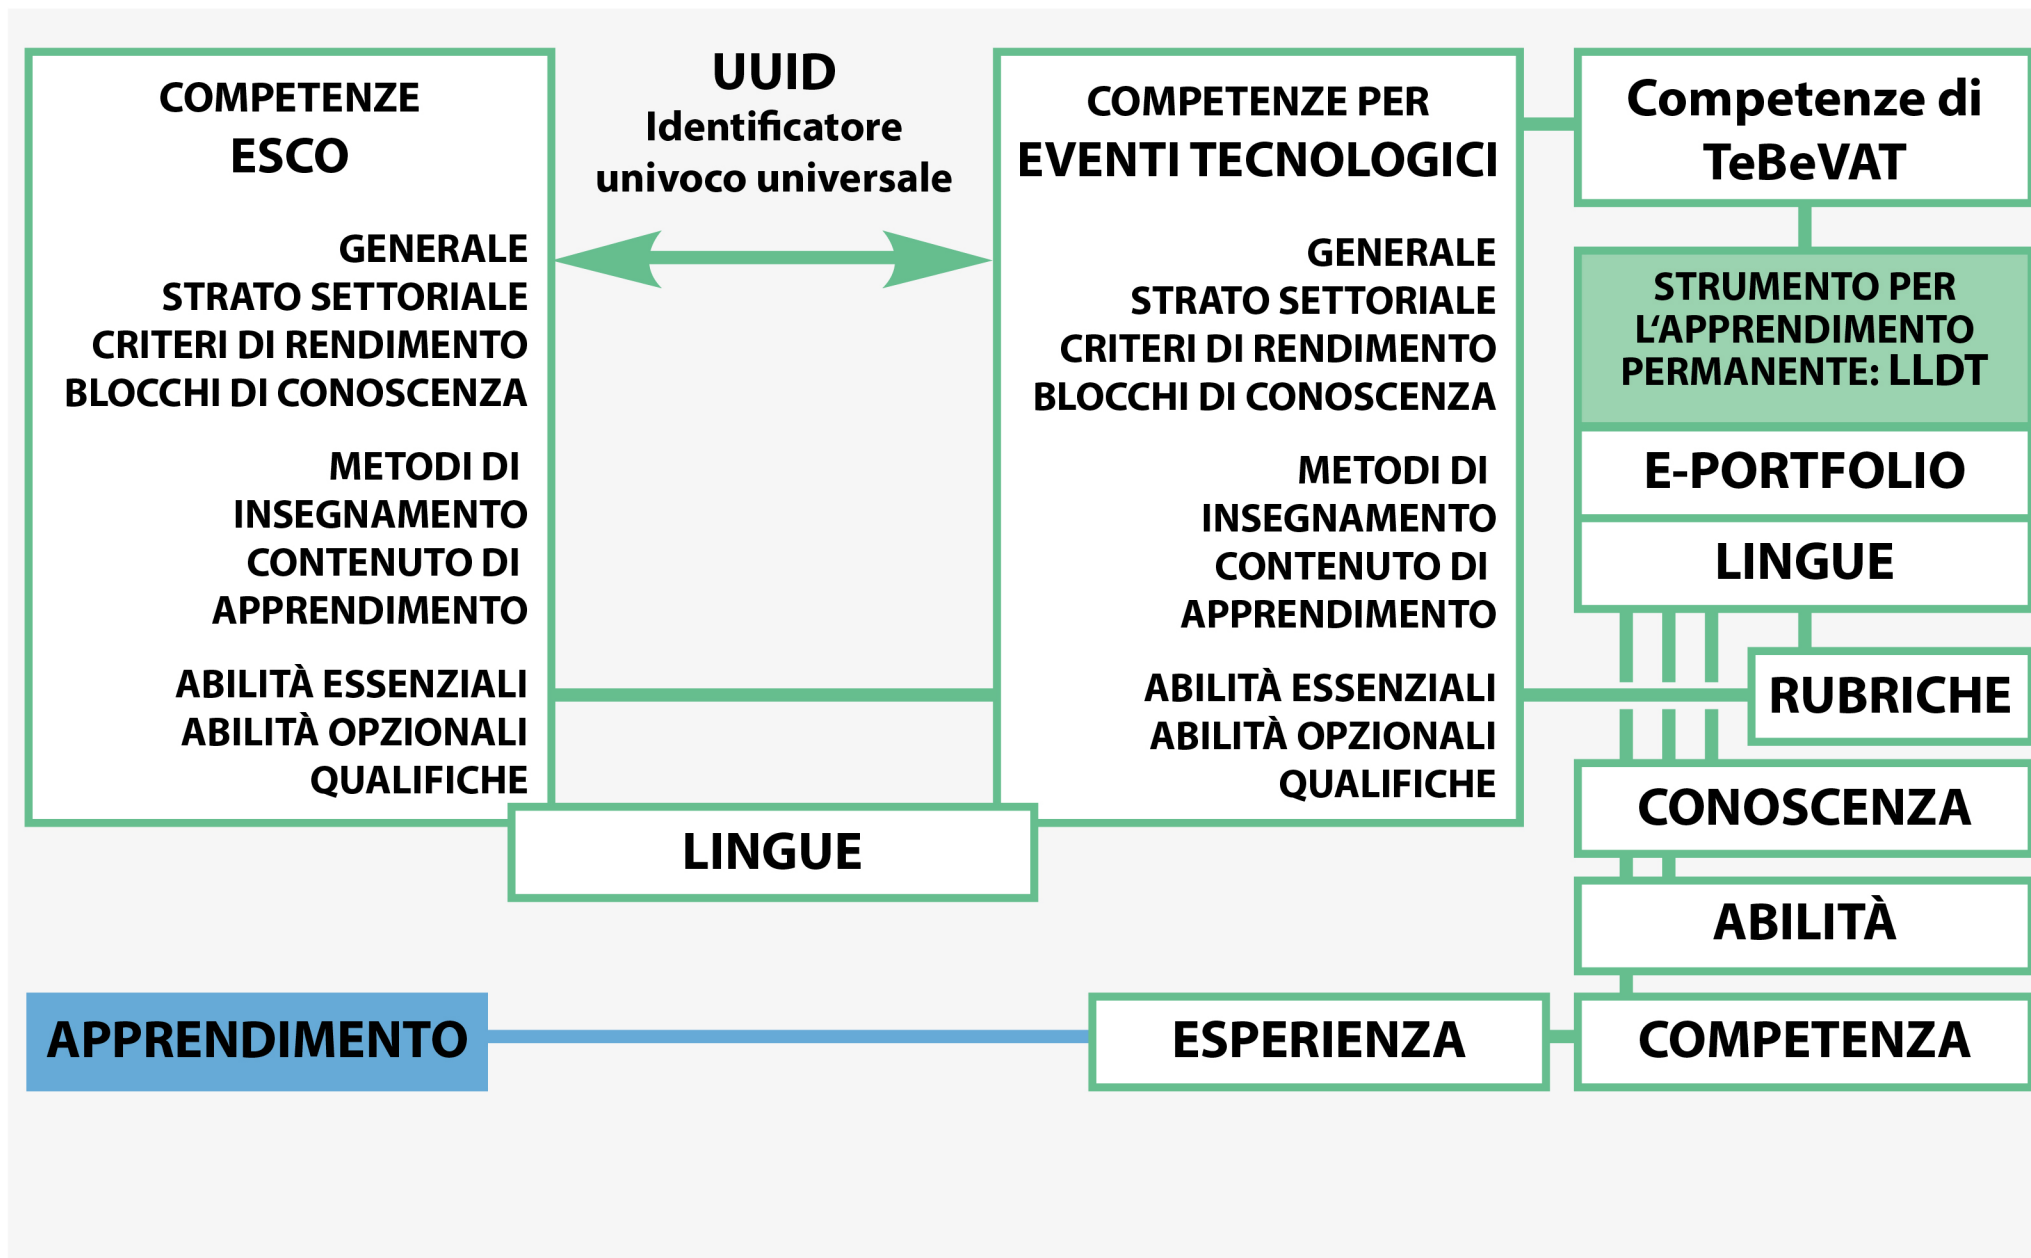 COMPETENZE
ESCO
GENERALE
STRATO SETTORIALE
CRITERI DI RENDIMENTO
BLOCCHI DI CONOSCENZA
METODI DI
INSEGNAMENTO
CONTENUTO DI
APPRENDIMENTO
ABILITÀ ESSENZIALI
ABILITÀ OPZIONALI
QUALIFICHE
UUID
Identificatore
univoco universale
COMPETENZE PER
EVENTI TECNOLOGICI
GENERALE
STRATO SETTORIALE
CRITERI DI RENDIMENTO
BLOCCHI DI CONOSCENZA
METODI DI
INSEGNAMENTO
CONTENUTO DI
APPRENDIMENTO
ABILITÀ ESSENZIALI
ABILITÀ OPZIONALI
QUALIFICHE
LINGUE
Competenze di
TeBeVAT
STRUMENTO PER
L‘APPRENDIMENTO
PERMANENTE: LLDT
E-PORTFOLIO
LINGUE
RUBRICHE
CONOSCENZA
ABILITÀ
APPRENDIMENTO
ESPERIENZA
COMPETENZA